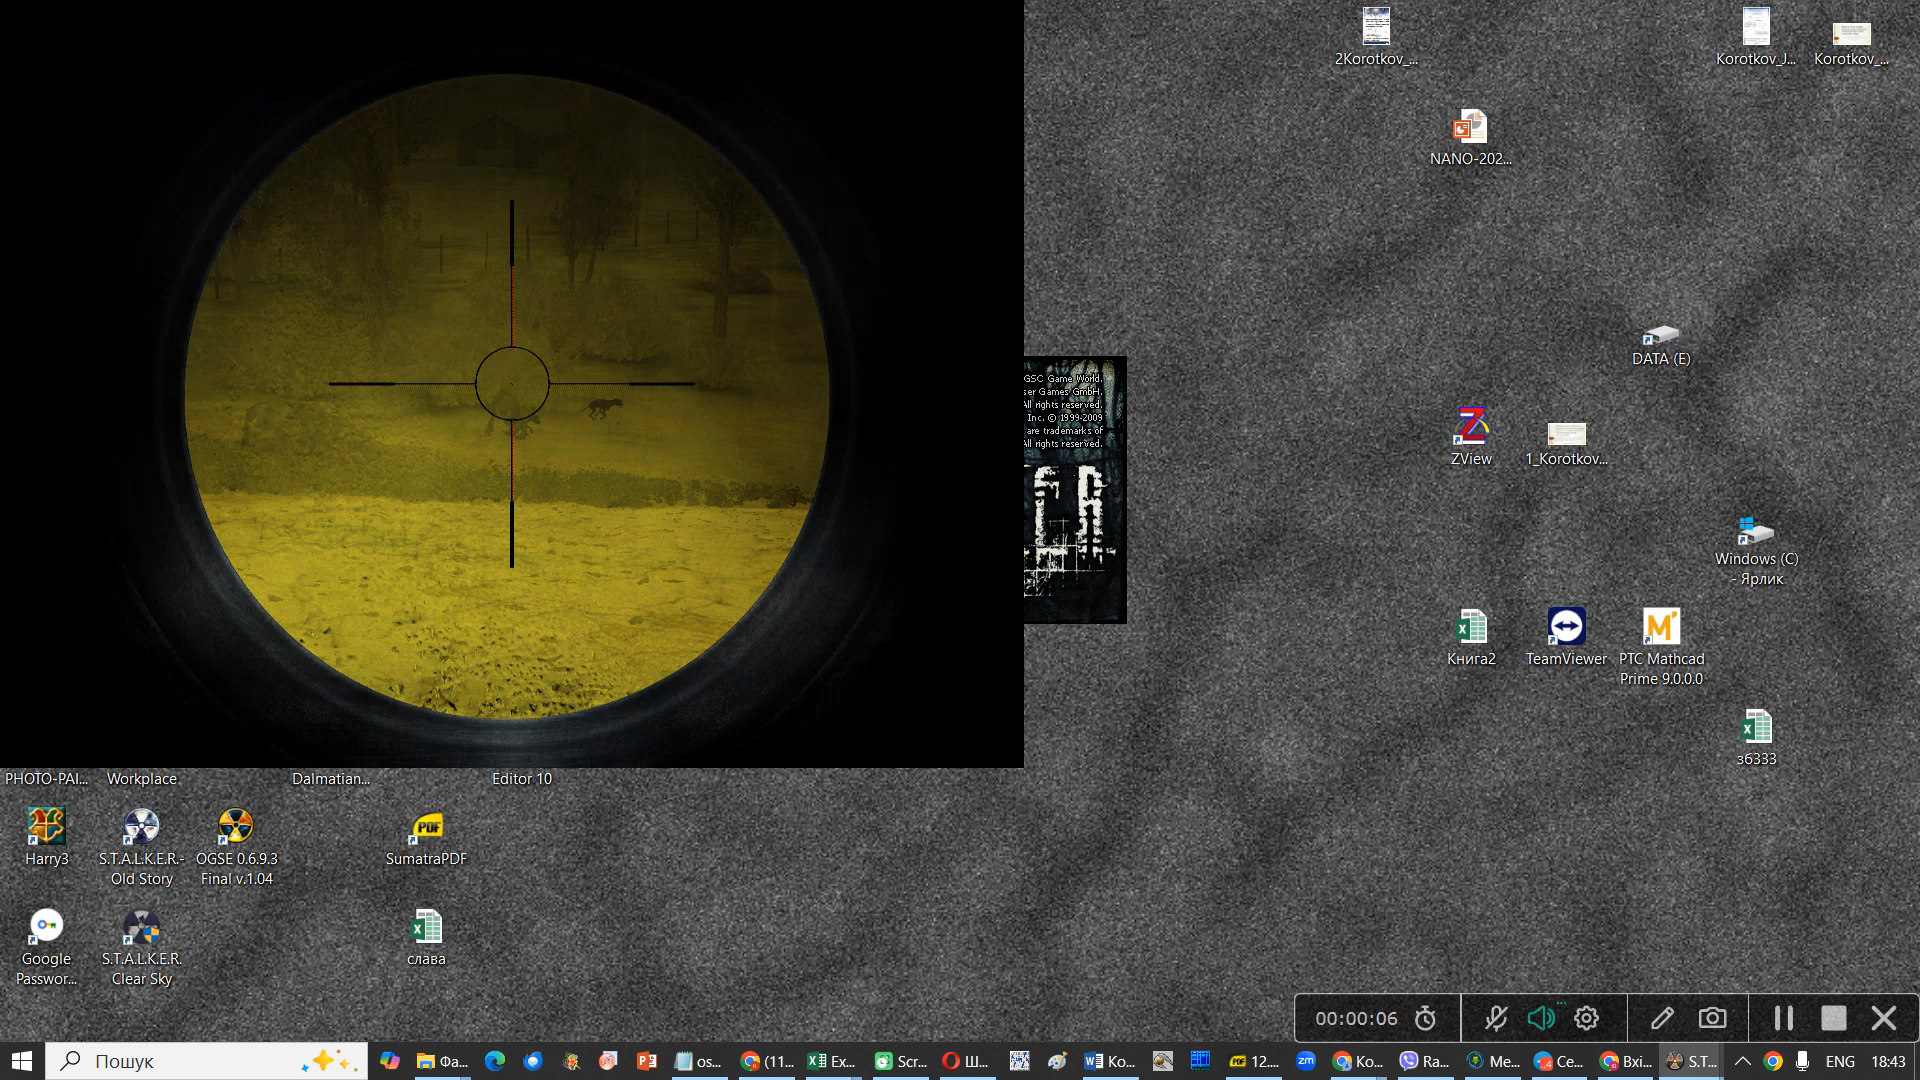 2Korotkov_...
Korotkov_J...
Korotkov_...
NANO-202...
DATA (E)
GSC Game World.
ser Games GmbH.
All rights reserved.
Inc. © 1999-2009
are trademarks of
All rights reserved.
ZView
1_Korotkov...
Windows (C)
- Ярлик
Книга2
TeamViewer
PTC Mathcad
Prime 9.0.0.0
зб333
PHOTO-PAI...
Workplace
Dalmatian...
Editor 10
Harry3
S.T.A.L.K.E.R.-
Old Story
OGSE 0.6.9.3
Final v.1.04
SumatraPDF
Google
Passwor...
S.T.A.L.K.E.R.
Clear Sky
слава
00:00:06
Пошук
Фа...
os...
(11...
Ex...
Scr...
Ш...
Ко...
12....
zm
Ko...
Ra...
Me...
Ce...
Bxi...
S.T...
ENG
18:43